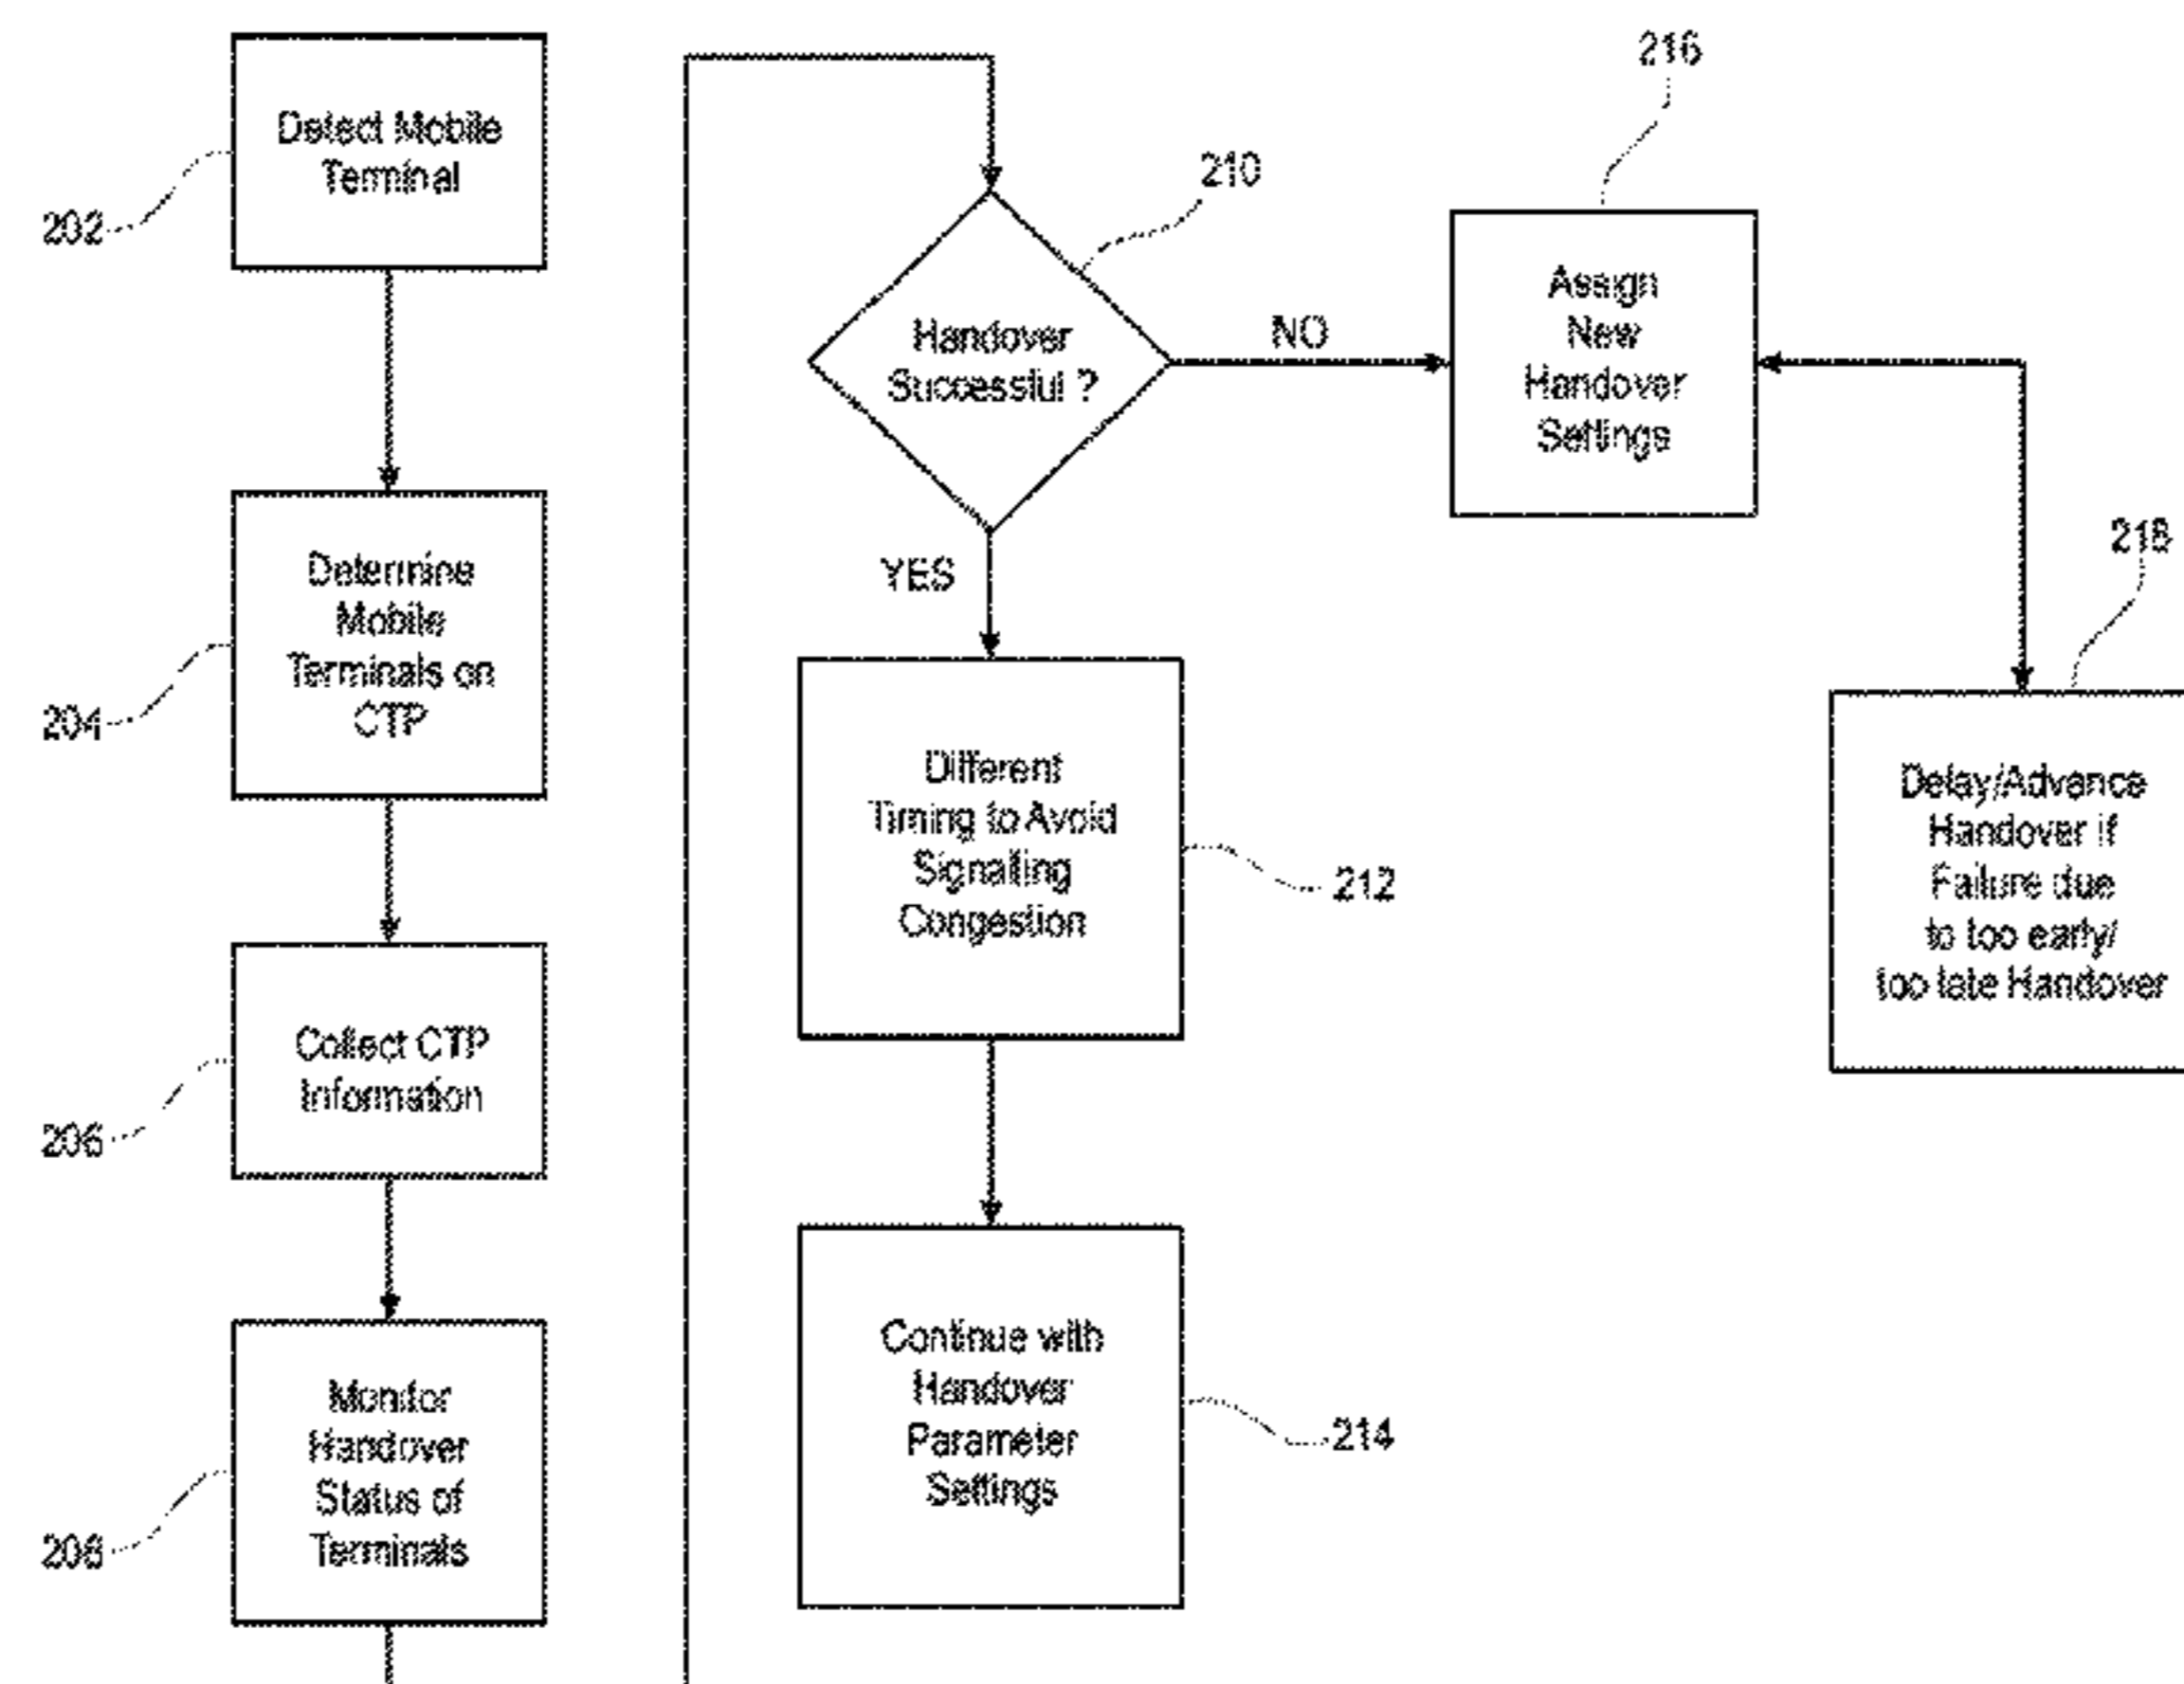 Detect Mobile
Terminal
202
Determine
Mobile
Terminals on
CTP
204
Collect CTP
Information
206
Monitor
Handover
Status of
Terminals
208
Handover
Successful ?
210
NO
YES
Different
Timing to Avoid
Signalling
Congestion
212
Continue with
Handover
Parameter
Settings
214
216
Assign
New
Handover
Settings
218
Delay/Advance
Handover if
Failure due
to too early/
too late Handover